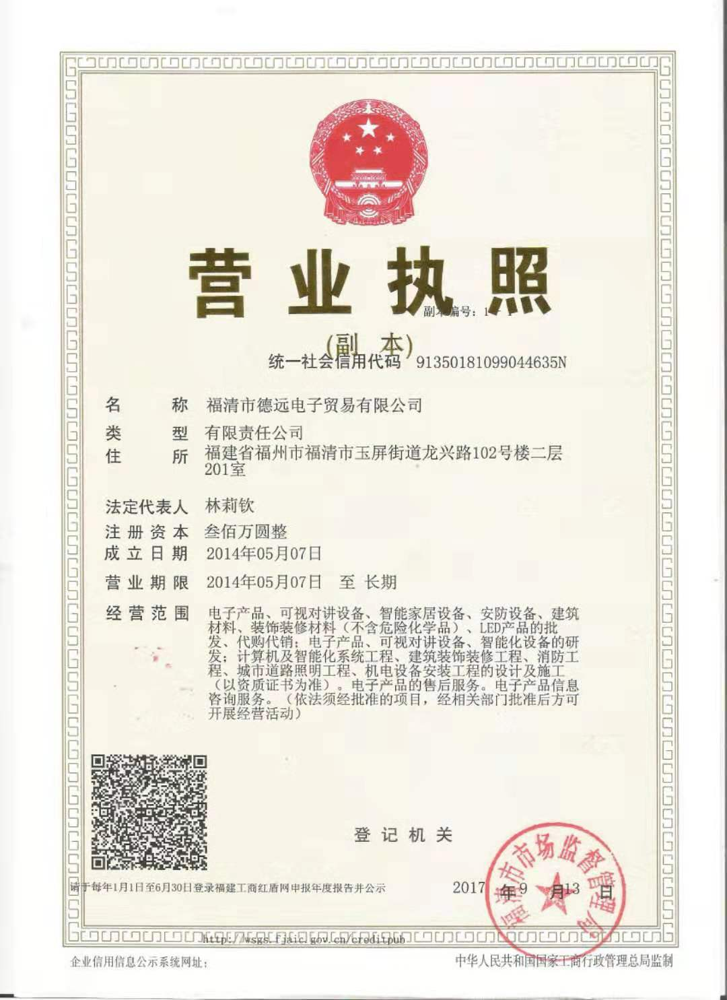 营业执照
副本编号：1 - 1
(副 本)
统一社会信用代码 91350181099044635N
名 称 福清市德远电子贸易有限公司
类 型 有限责任公司
住 所 福建省福州市福清市玉屏街道龙兴路102号楼二层
201室
法定代表人 林莉钦
注册资本 叁佰万圆整
成立日期 2014年05月07日
营业期限 2014年05月07日 至 长期
经营范围 电子产品、可视对讲设备、智能家居设备、安防设备、建筑
材料、装饰装修材料（不含危险化学品）、LED产品的批
发、代购代销；电子产品、可视对讲设备、智能化设备的研
发；计算机及智能化系统工程、建筑装饰装修工程、消防工
程、城市道路照明工程、机电设备安装工程的设计及施工
（以资质证书为准）。电子产品的售后服务。电子产品信息
咨询服务。（依法须经批准的项目，经相关部门批准后方可
开展经营活动）
登记机关
福清市市场监督管理局
2017 年 9 月 13 日
请于每年1月1日至6月30日登录福建工商红盾网申报年度报告并公示
http://wsgs.fjaic.gov.cn/creditpub
企业信用信息公示系统网址：
中华人民共和国国家工商行政管理总局监制